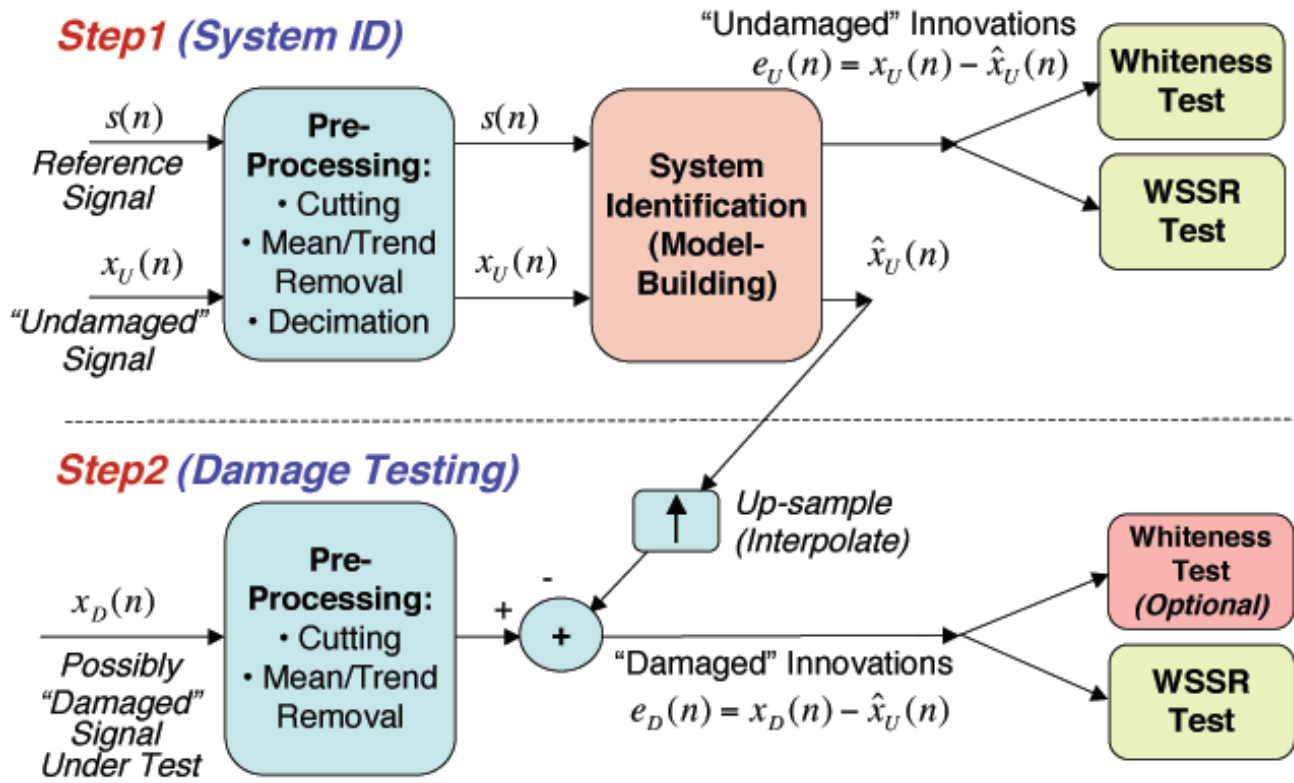 Step1 (System ID)
"Undamaged" Innovations
e_U(n) = x_U(n) − x̂_U(n)
Whiteness
Test
s(n)
Reference
Signal
Pre-
Processing:
• Cutting
• Mean/Trend
Removal
• Decimation
s(n)
System
Identification
(Model-
Building)
WSSR
Test
x_U(n)
"Undamaged"
Signal
x_U(n)
x̂_U(n)
Step2 (Damage Testing)
Up-sample
(Interpolate)
x_D(n)
Possibly
"Damaged"
Signal
Under Test
Pre-
Processing:
• Cutting
• Mean/Trend
Removal
+
-
+
"Damaged" Innovations
e_D(n) = x_D(n) − x̂_U(n)
Whiteness
Test
(Optional)
WSSR
Test